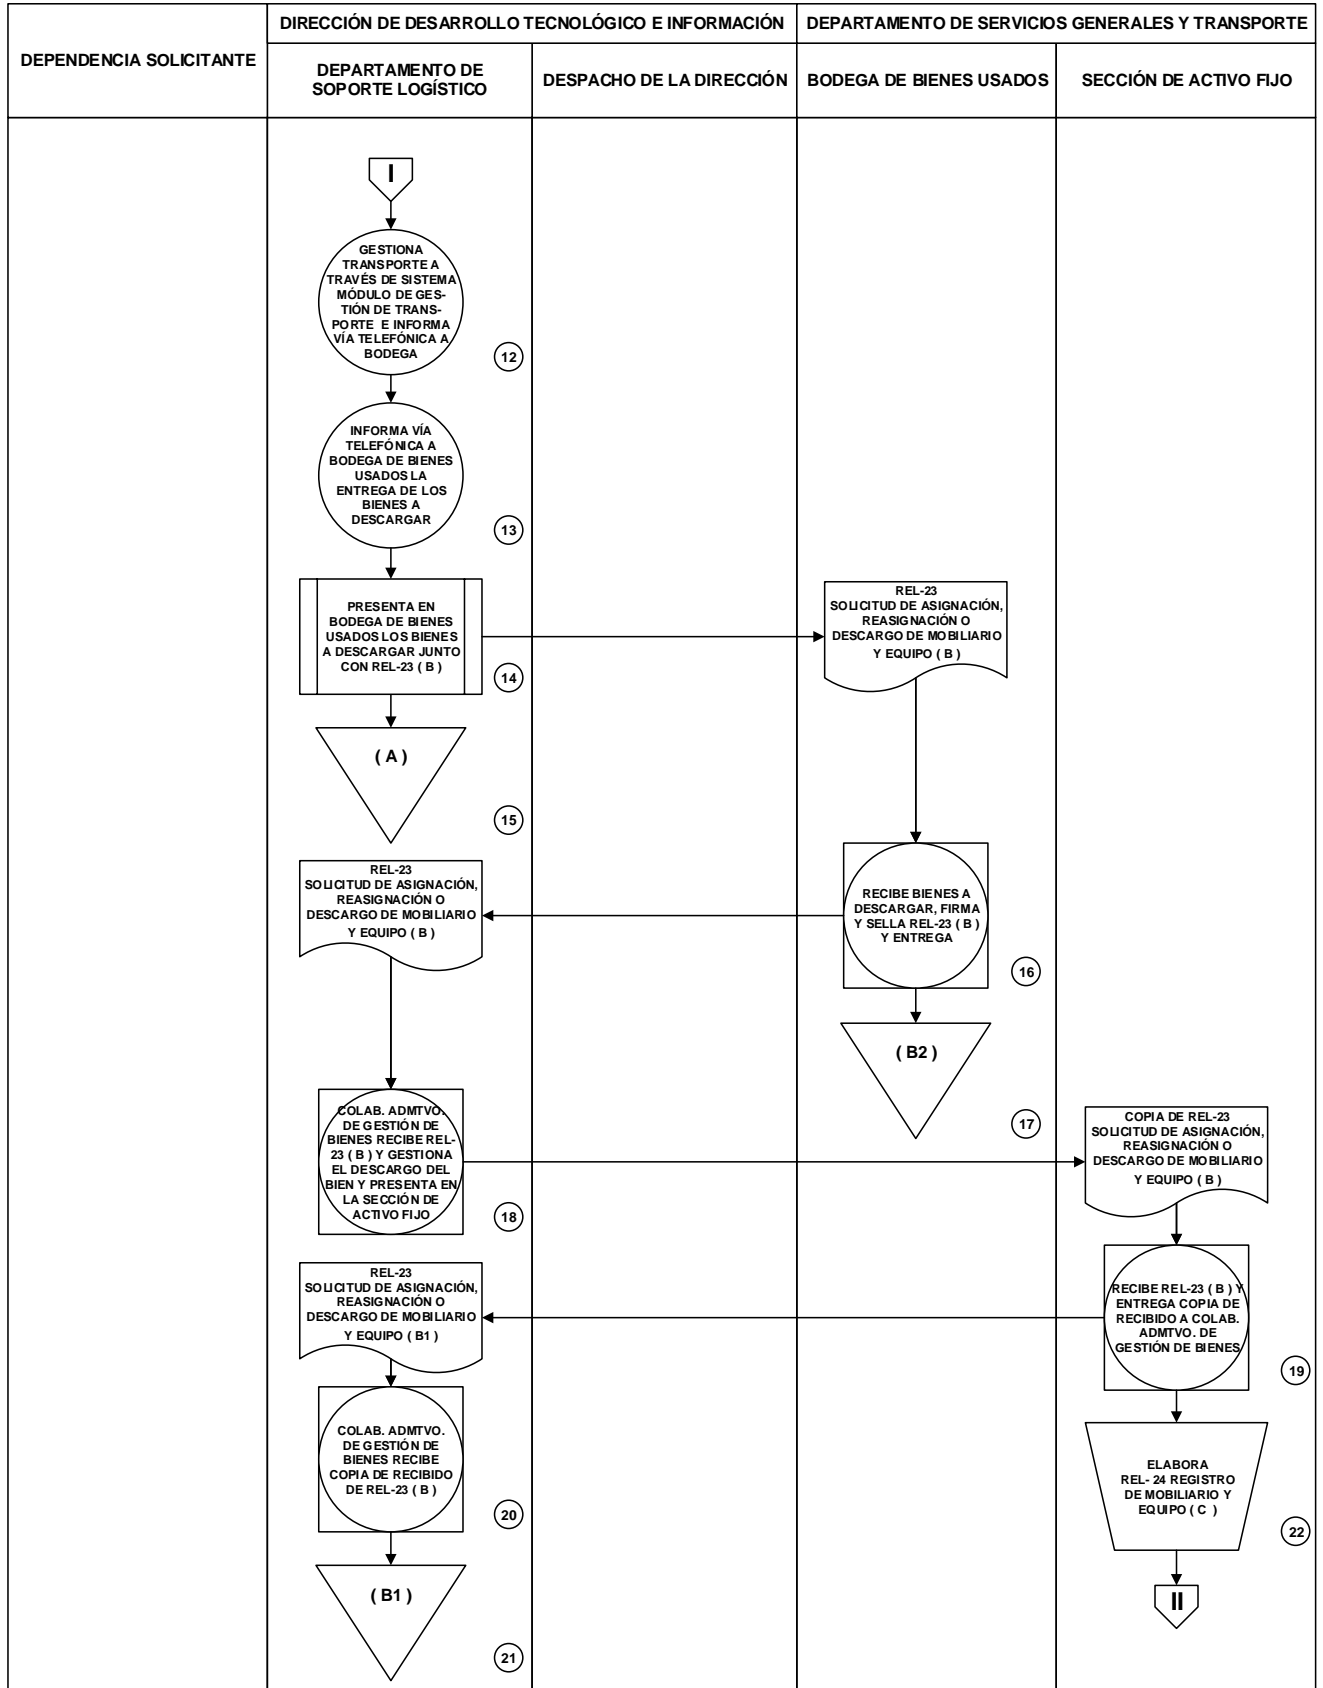 DEPENDENCIA SOLICITANTE
DIRECCIÓN DE DESARROLLO TECNOLÓGICO E INFORMACIÓN
DEPARTAMENTO DE SERVICIOS GENERALES Y TRANSPORTE
DEPARTAMENTO DE
SOPORTE LOGÍSTICO
DESPACHO DE LA DIRECCIÓN
BODEGA DE BIENES USADOS
SECCIÓN DE ACTIVO FIJO
I
GESTIONA
TRANSPORTE A
TRAVÉS DE SISTEMA
MÓDULO DE GES-
TIÓN DE TRANS-
PORTE E INFORMA
VÍA TELEFÓNICA A
BODEGA
12
INFORMA VÍA
TELEFÓNICA A
BODEGA DE BIENES
USADOS LA
ENTREGA DE LOS
BIENES A
DESCARGAR
13
PRESENTA EN
BODEGA DE BIENES
USADOS LOS BIENES
A DESCARGAR JUNTO
CON REL-23 ( B )
14
REL-23
SOLICITUD DE ASIGNACIÓN,
REASIGNACIÓN O
DESCARGO DE MOBILIARIO
Y EQUIPO ( B )
( A )
15
RECIBE BIENES A
DESCARGAR, FIRMA
Y SELLA REL-23 ( B )
Y ENTREGA
16
REL-23
SOLICITUD DE ASIGNACIÓN,
REASIGNACIÓN O
DESCARGO DE MOBILIARIO
Y EQUIPO ( B )
( B2 )
17
COLAB. ADMTVO.
DE GESTIÓN DE
BIENES RECIBE REL-
23 ( B ) Y GESTIONA
EL DESCARGO DEL
BIEN Y PRESENTA EN
LA SECCIÓN DE
ACTIVO FIJO
18
COPIA DE REL-23
SOLICITUD DE ASIGNACIÓN,
REASIGNACIÓN O
DESCARGO DE MOBILIARIO
Y EQUIPO ( B )
RECIBE REL-23 ( B ) Y
ENTREGA COPIA DE
RECIBIDO A COLAB.
ADMTVO. DE
GESTIÓN DE BIENES
19
REL-23
SOLICITUD DE ASIGNACIÓN,
REASIGNACIÓN O
DESCARGO DE MOBILIARIO
Y EQUIPO ( B1 )
COLAB. ADMTVO.
DE GESTIÓN DE
BIENES RECIBE
COPIA DE RECIBIDO
DE REL-23 ( B )
20
ELABORA
REL- 24 REGISTRO
DE MOBILIARIO Y
EQUIPO ( C )
22
( B1 )
21
II